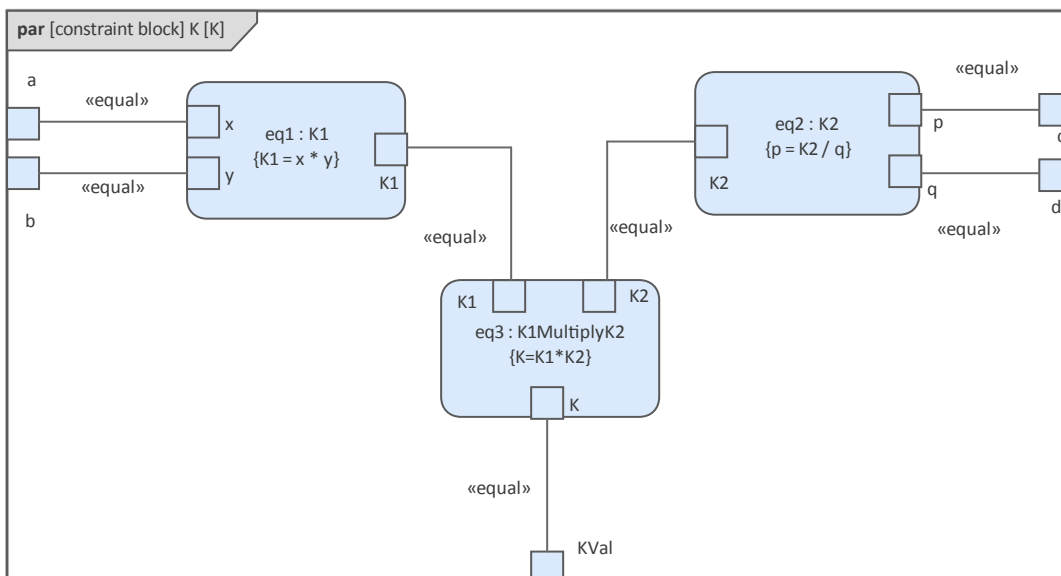 par [constraint block] K [K]
a
«equal»
b
«equal»
x
y
eq1 : K1
{K1 = x * y}
K1
«equal»
K2
eq2 : K2
{p = K2 / q}
p
q
«equal»
d
«equal»
«equal»
K1
K2
eq3 : K1MultiplyK2
{K=K1*K2}
K
«equal»
KVal